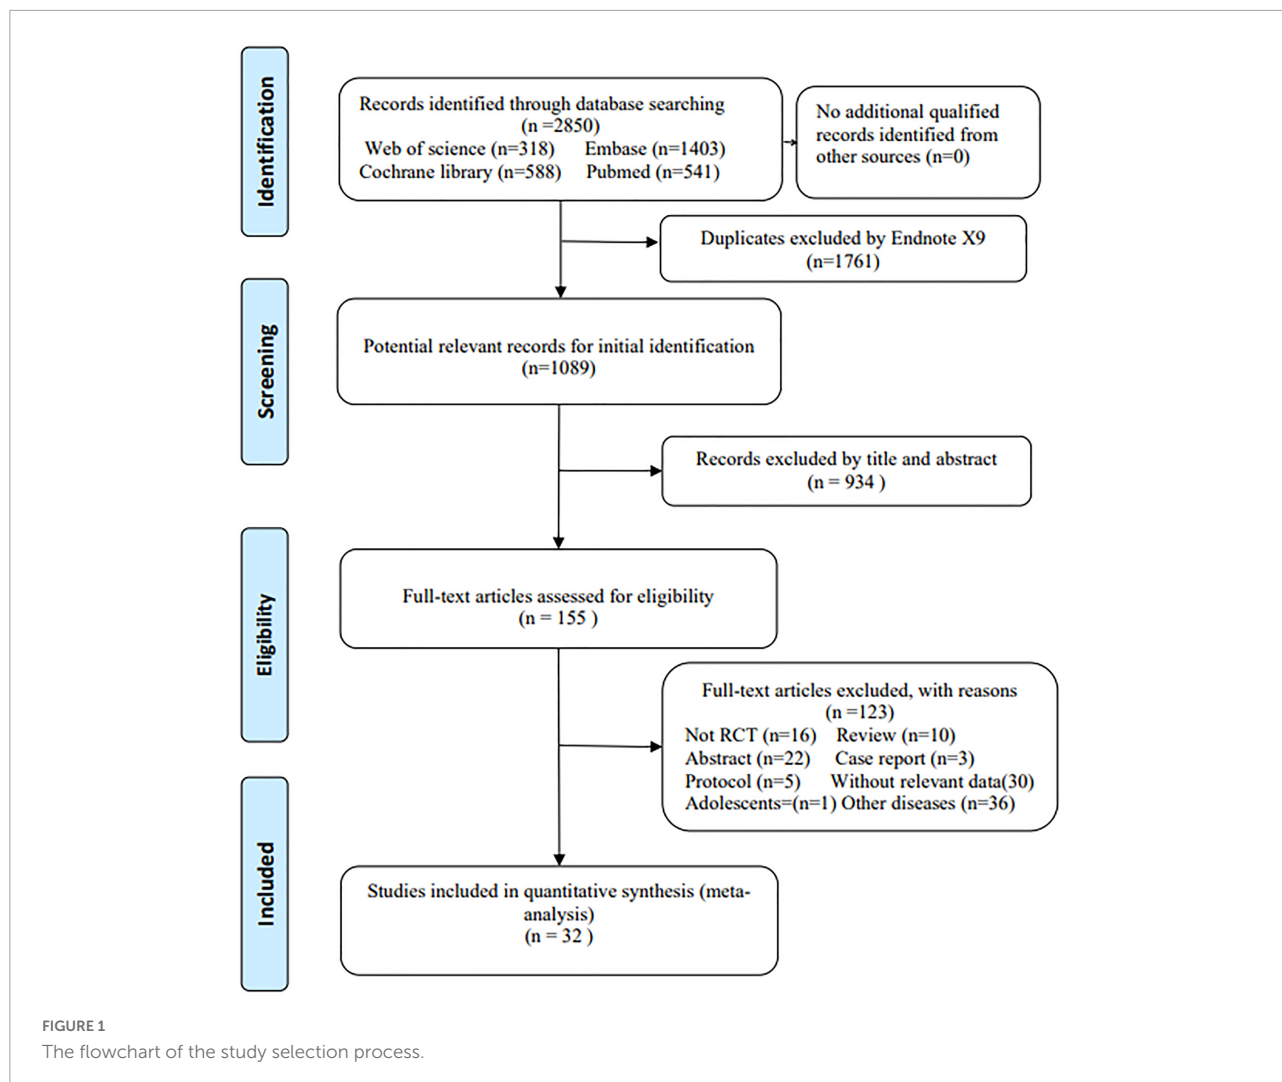 Identification
Records identified through database searching
(n =2850)
Web of science (n=318) Embase (n=1403)
Cochrane library (n=588) Pubmed (n=541)
No additional qualified
records identified from
other sources (n=0)
Duplicates excluded by Endnote X9
(n=1761)
Screening
Potential relevant records for initial identification
(n=1089)
Records excluded by title and abstract
(n = 934 )
Eligibility
Full-text articles assessed for eligibility
(n = 155 )
Full-text articles excluded, with reasons
(n =123)
Not RCT (n=16) Review (n=10)
Abstract (n=22) Case report (n=3)
Protocol (n=5) Without relevant data(30)
Adolescents=(n=1) Other diseases (n=36)
Included
Studies included in quantitative synthesis (meta-
analysis)
(n = 32 )
FIGURE 1
The flowchart of the study selection process.